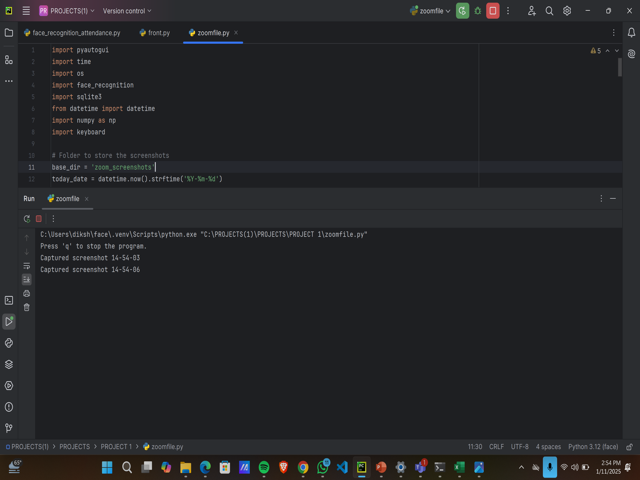 PR PROJECTS(1) Version control zoomfile
face_recognition_attendance.py front.py zoomfile.py
5
1 import pyautogui
2 import time
3 import os
4 import face_recognition
5 import sqlite3
6 from datetime import datetime
7 import numpy as np
8 import keyboard
9
10 # Folder to store the screenshots
11 base_dir = 'zoom_screenshots'
12 today_date = datetime.now().strftime('%Y-%m-%d')
Run zoomfile
C:\Users\diksh\face\.venv\Scripts\python.exe "C:\PROJECTS(1)\PROJECTS\PROJECT 1\zoomfile.py"
Press 'q' to stop the program.
Captured screenshot 14-54-03
Captured screenshot 14-54-06
PROJECTS(1) > PROJECTS > PROJECT 1 > zoomfile.py 11:30 CRLF UTF-8 4 spaces Python 3.12 (face)
2:54 PM
1/11/2025